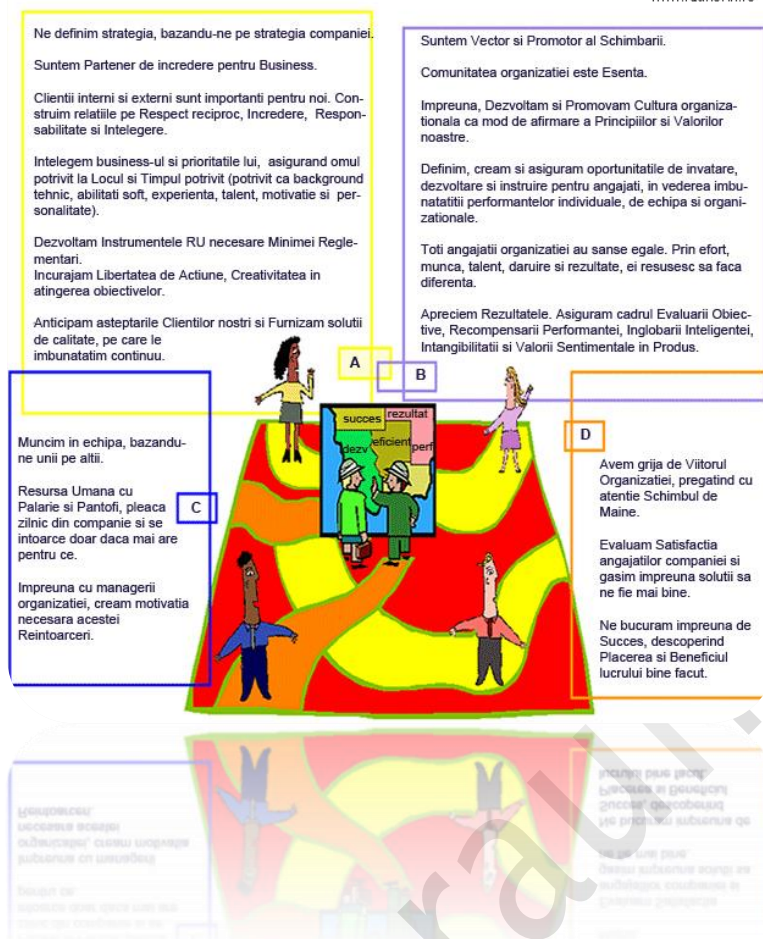 Ne definim strategia, bazandu-ne pe strategia companiei.
Suntem Partener de incredere pentru Business.
Clientii interni si externi sunt importanti pentru noi. Con-
struim relatiile pe Respect reciproc, Incredere, Respon-
sabilitate si Intelegere.
Intelegem business-ul si prioritatile lui, asigurand omul
potrivit la Locul si Timpul potrivit (potrivit ca background
tehnic, abilitati soft, experienta, talent, motivatie si per-
sonalitate).
Dezvoltam Instrumentele RU necesare Minimei Regle-
mentari.
Incurajam Libertatea de Actiune, Creativitatea in
atingerea obiectivelor.
Anticipam asteptarile Clientilor nostri si Furnizam solutii
de calitate, pe care le
imbunatatim continuu.
A
Suntem Vector si Promotor al Schimbarii.
Comunitatea organizatiei este Esenta.
Impreuna, Dezvoltam si Promovam Cultura organiza-
tionala ca mod de afirmare a Principiilor si Valorilor
noastre.
Definim, cream si asiguram oportunitatile de invatare,
dezvoltare si instruire pentru angajati, in vederea imbu-
natatitii performantelor individuale, de echipa si organi-
zationale.
Toti angajatii organizatiei au sanse egale. Prin efort,
munca, talent, daruire si rezultate, ei resusesc sa faca
diferenta.
Apreciem Rezultatele. Asiguram cadrul Evaluarii Obiec-
tive, Recompensarii Performantei, Inglobarii Inteligentei,
Intangibilitatii si Valorii Sentimentale in Produs.
B
succes rezultat
dezv eficient perf
Muncim in echipa, bazandu-
ne unii pe altii.
Resursa Umana cu
Palarie si Pantofi, pleaca
zilnic din companie si se
intoarce doar daca mai are
pentru ce.
Impreuna cu managerii
organizatiei, cream motivatia
necesara acestei
Reintoarceri.
C
D
Avem grija de Viitorul
Organizatiei, pregatind cu
atentie Schimbul de
Maine.
Evaluam Satisfactia
angajatilor companiei si
gasim impreuna solutii sa
ne fie mai bine.
Ne bucuram impreuna de
Succes, descoperind
Placerea si Beneficiul
lucrului bine facut.